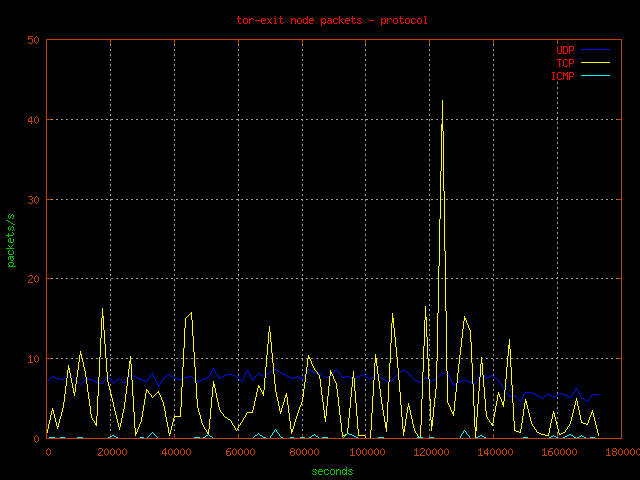 tor-exit node packets - protocol
50
UDP
TCP
ICMP
40
30
packets/s
20
10
0
0 20000 40000 60000 80000 100000 120000 140000 160000 180000
seconds